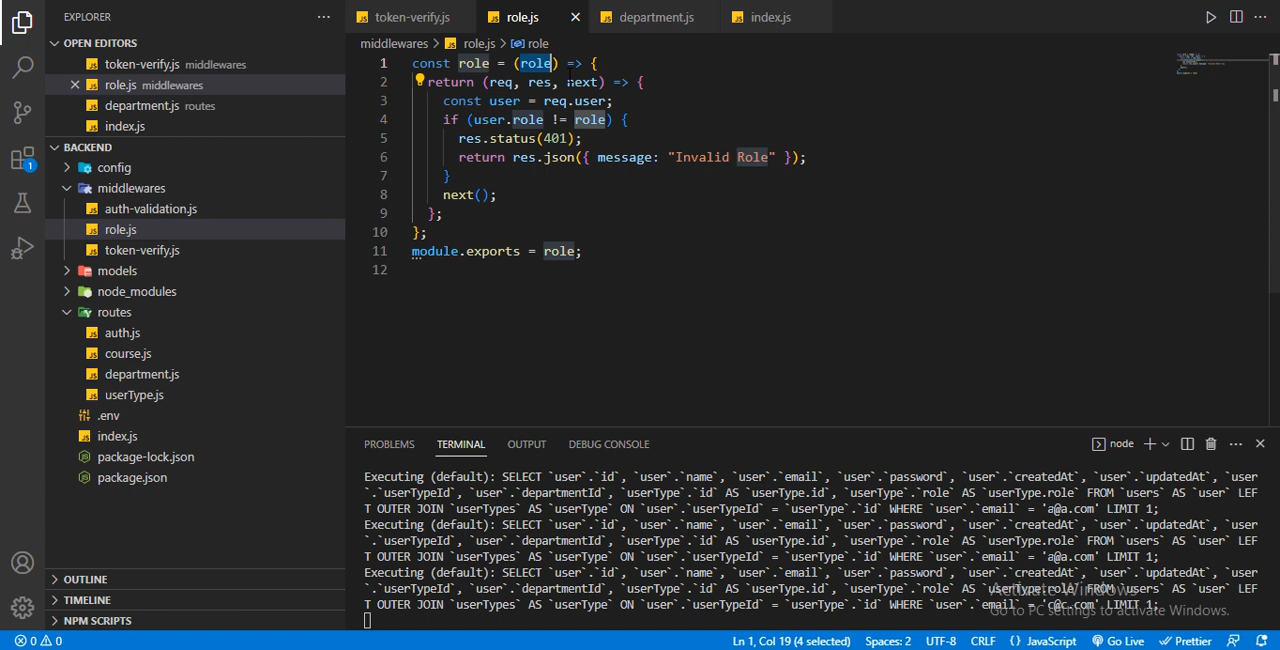 EXPLORER
OPEN EDITORS
token-verify.js middlewares
role.js middlewares
department.js routes
index.js
BACKEND
config
middlewares
auth-validation.js
role.js
token-verify.js
models
node_modules
routes
auth.js
course.js
department.js
userType.js
.env
index.js
package-lock.json
package.json
OUTLINE
TIMELINE
NPM SCRIPTS
1
token-verify.js role.js department.js index.js
middlewares > role.js > role
1 const role = (role) => {
2 return (req, res, next) => {
3 const user = req.user;
4 if (user.role != role) {
5 res.status(401);
6 return res.json({ message: "Invalid Role" });
7 }
8 next();
9 };
10 };
11 module.exports = role;
12
PROBLEMS TERMINAL OUTPUT DEBUG CONSOLE node
Executing (default): SELECT `user`.`id`, `user`.`name`, `user`.`email`, `user`.`password`, `user`.`createdAt`, `user`.`updatedAt`, `user
`.`userTypeId`, `user`.`departmentId`, `userType`.`id` AS `userType.id`, `userType`.`role` AS `userType.role` FROM `users` AS `user` LEF
T OUTER JOIN `userTypes` AS `userType` ON `user`.`userTypeId` = `userType`.`id` WHERE `user`.`email` = 'a@a.com' LIMIT 1;
Executing (default): SELECT `user`.`id`, `user`.`name`, `user`.`email`, `user`.`password`, `user`.`createdAt`, `user`.`updatedAt`, `user
`.`userTypeId`, `user`.`departmentId`, `userType`.`id` AS `userType.id`, `userType`.`role` AS `userType.role` FROM `users` AS `user` LEF
T OUTER JOIN `userTypes` AS `userType` ON `user`.`userTypeId` = `userType`.`id` WHERE `user`.`email` = 'a@a.com' LIMIT 1;
Executing (default): SELECT `user`.`id`, `user`.`name`, `user`.`email`, `user`.`password`, `user`.`createdAt`, `user`.`updatedAt`, `user
`.`userTypeId`, `user`.`departmentId`, `userType`.`id` AS `userType.id`, `userType`.`role` AS `userType.role` FROM `users` AS `user` LEF
T OUTER JOIN `userTypes` AS `userType` ON `user`.`userTypeId` = `userType`.`id` WHERE `user`.`email` = 'c@c.com' LIMIT 1;
Activate Windows
Go to PC settings to activate Windows.
0 0 Ln 1, Col 19 (4 selected) Spaces: 2 UTF-8 CRLF {} JavaScript Go Live Prettier